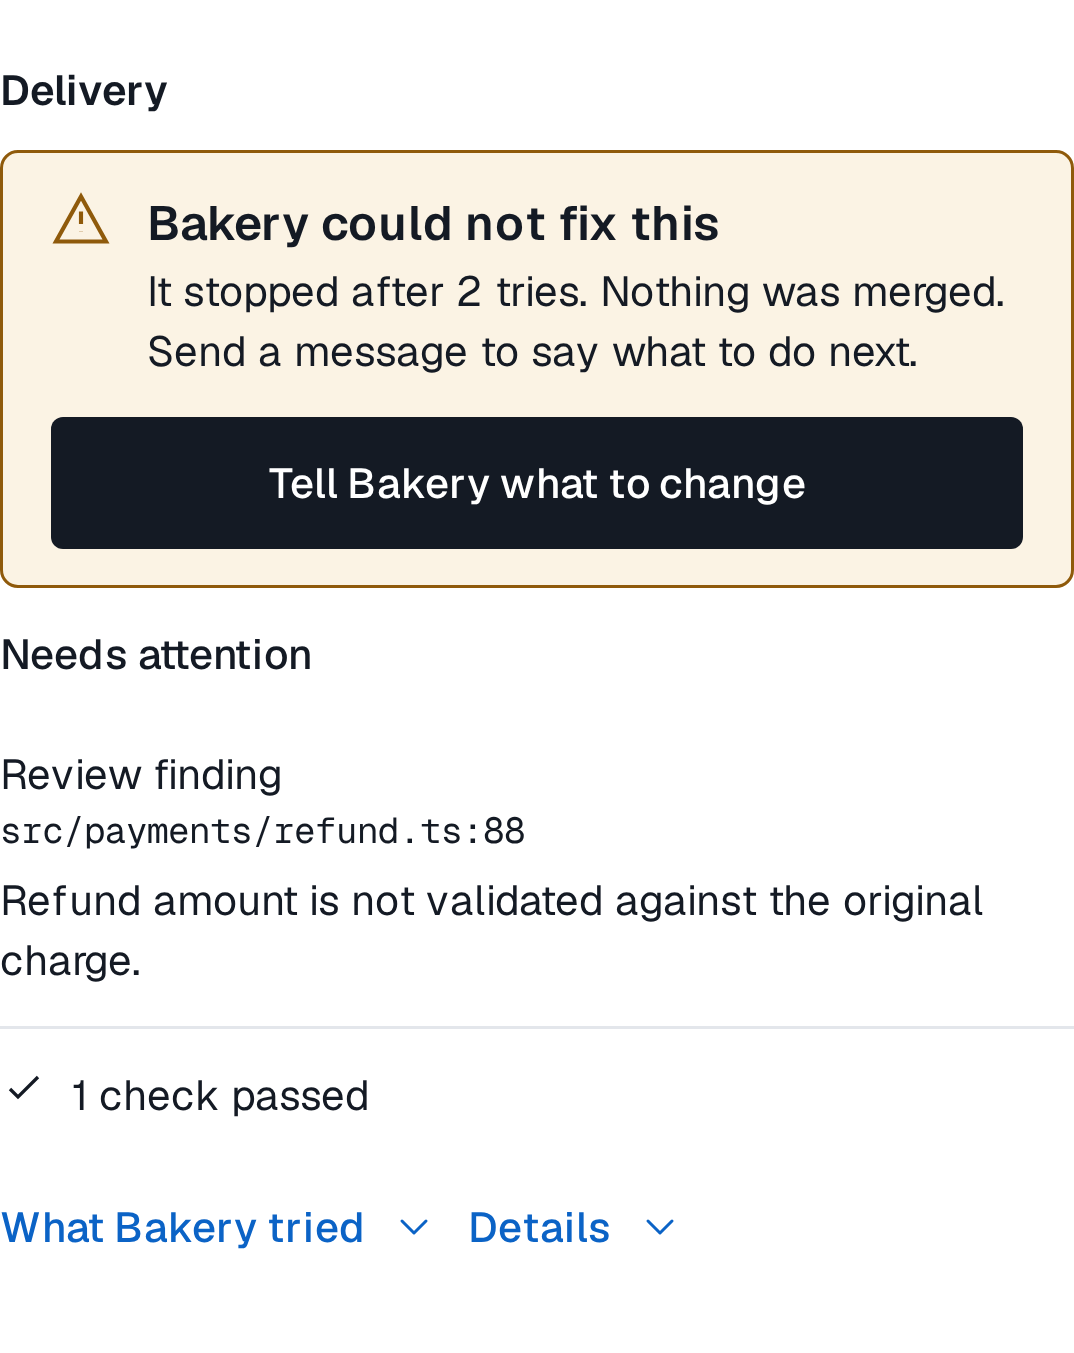 Delivery
Bakery could not fix this
It stopped after 2 tries. Nothing was merged.
Send a message to say what to do next.
Tell Bakery what to change
Needs attention
Review finding
src/payments/refund.ts:88
Refund amount is not validated against the original
charge.
1 check passed
What Bakery tried Details